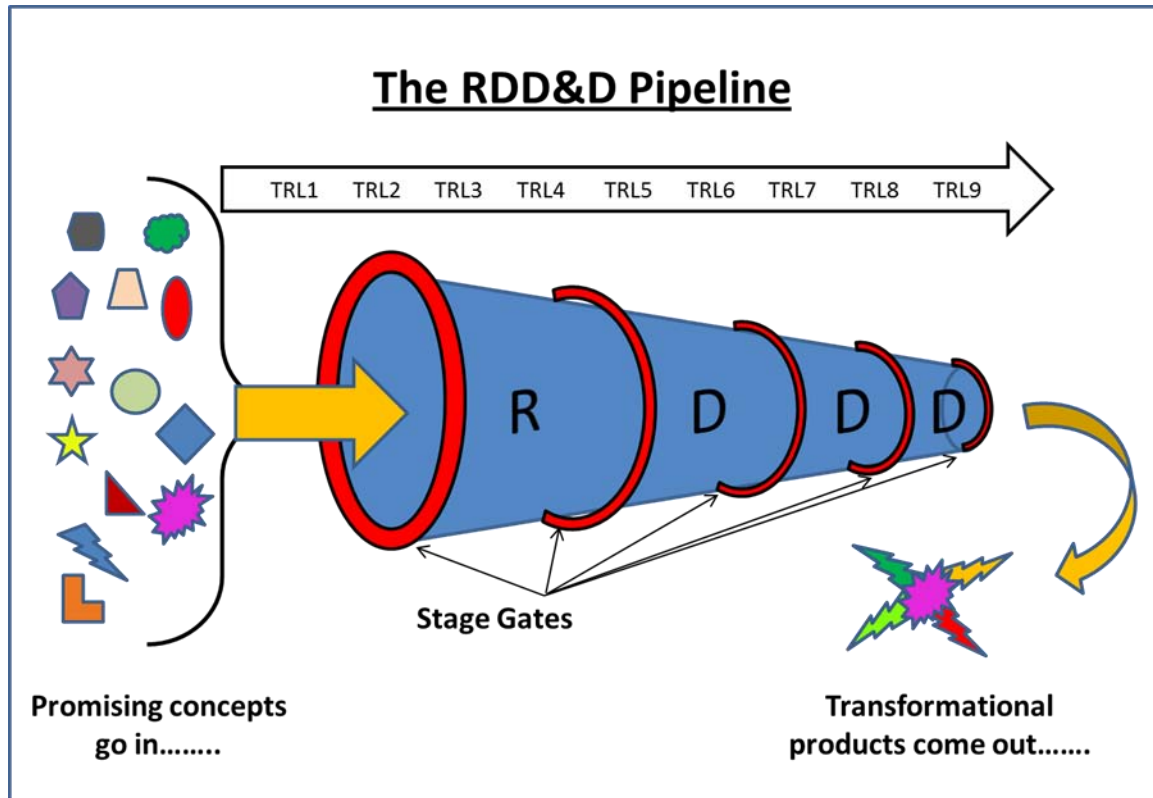 The RDD&D Pipeline
TRL1 TRL2 TRL3 TRL4 TRL5 TRL6 TRL7 TRL8 TRL9
R D D D
Stage Gates
Promising concepts
go in……..
Transformational
products come out…….